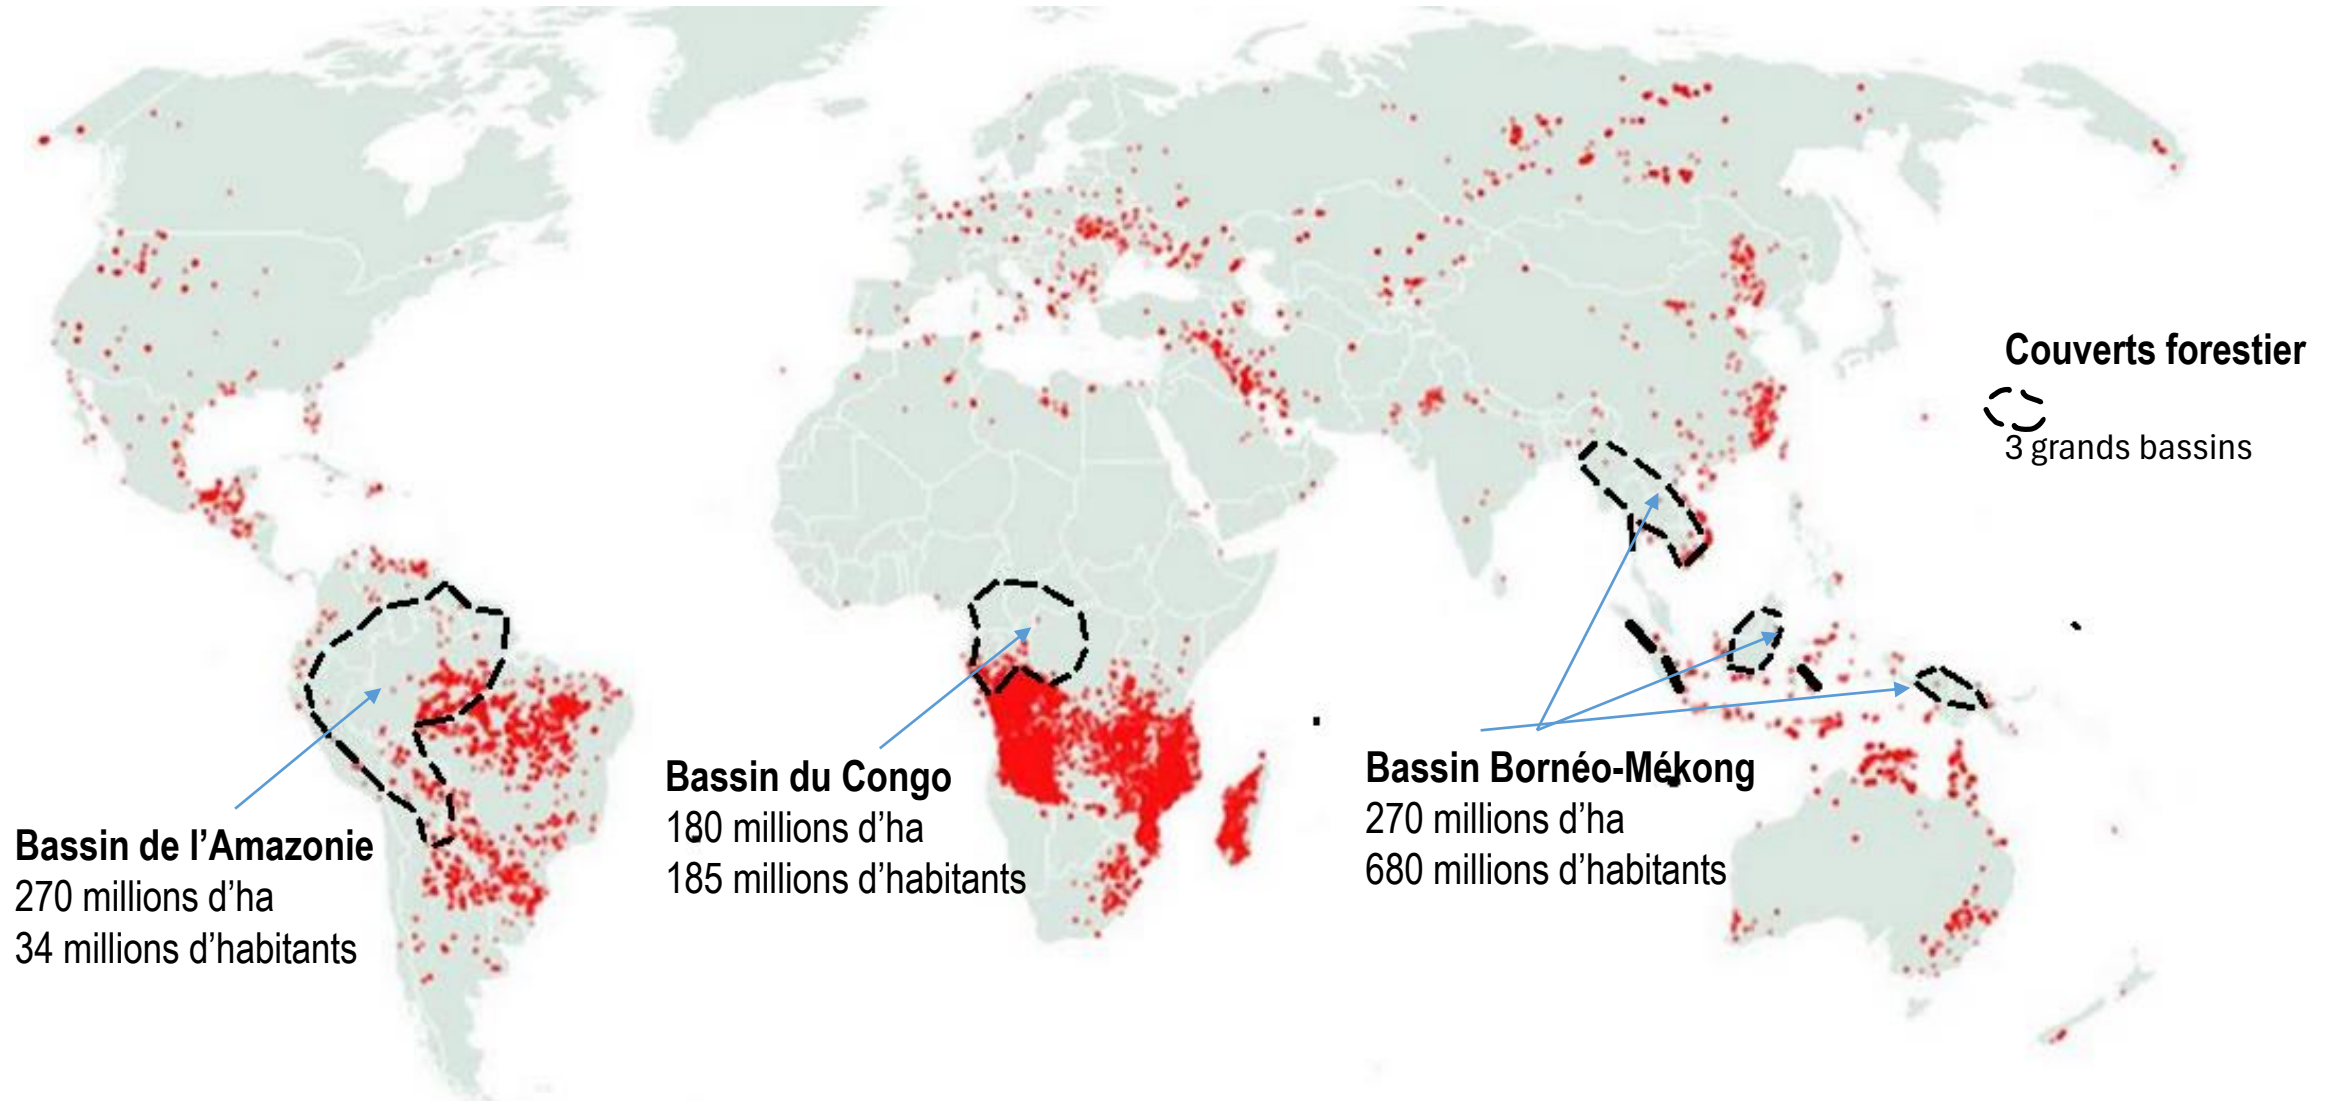 Couverts forestier
3 grands bassins
Bassin de l’Amazonie
270 millions d’ha
34 millions d’habitants
Bassin du Congo
180 millions d’ha
185 millions d’habitants
Bassin Bornéo-Mékong
270 millions d’ha
680 millions d’habitants